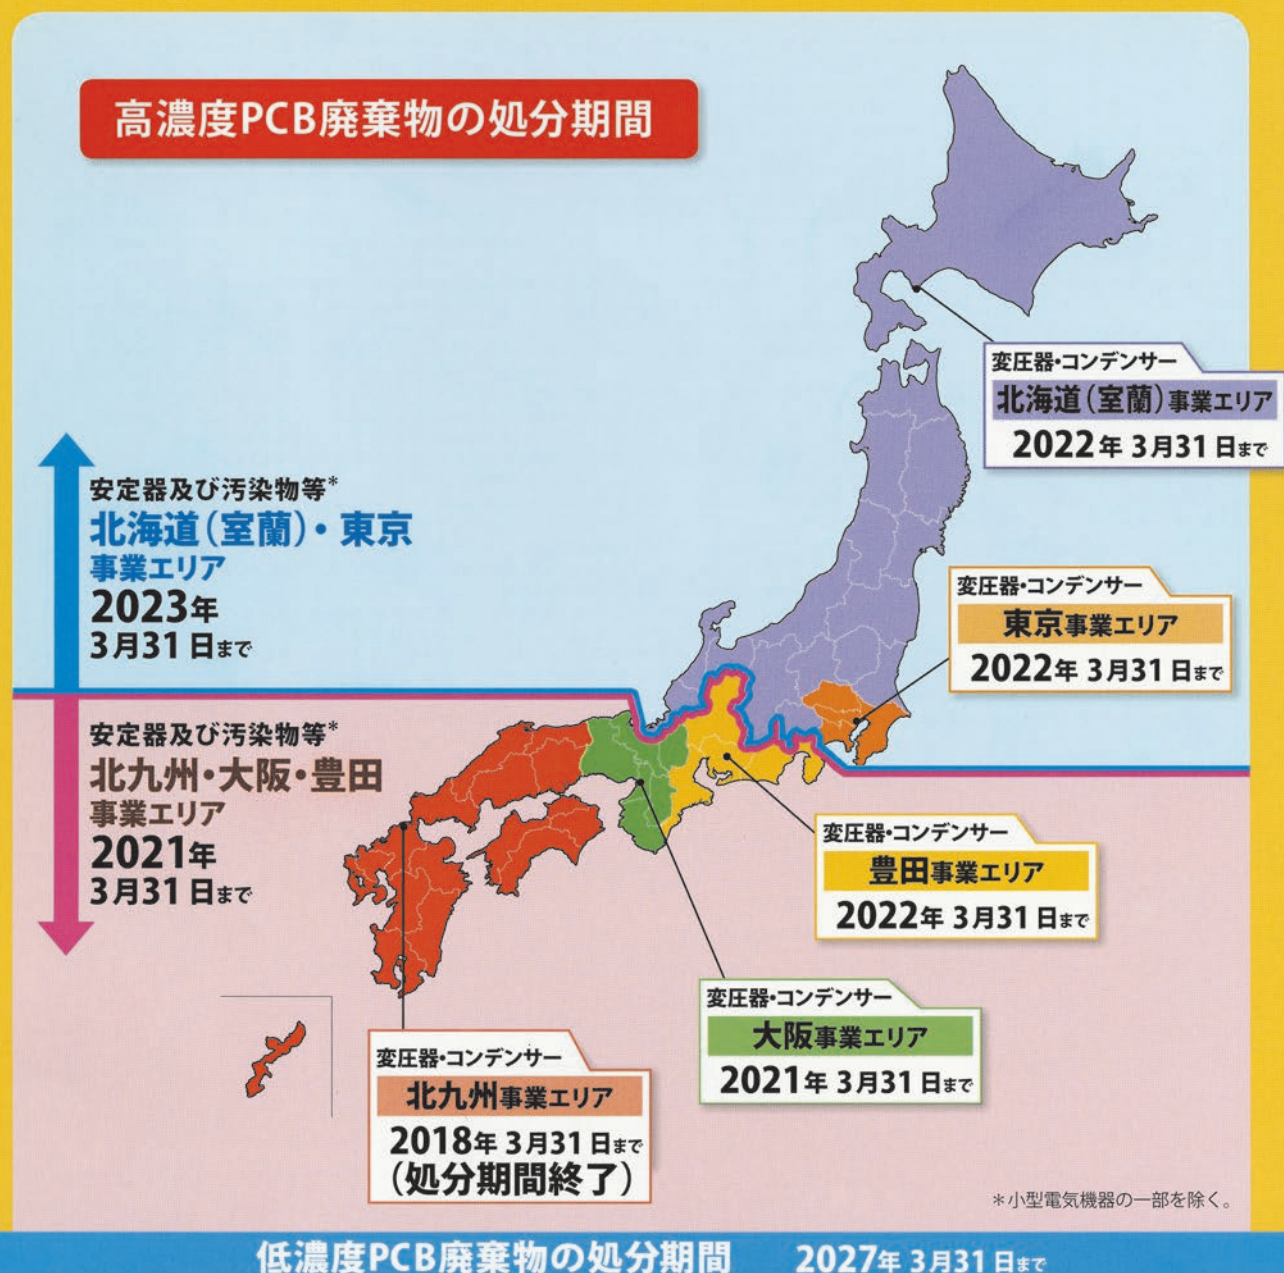 高濃度PCB廃棄物の処分期間
変圧器・コンデンサー
北海道(室蘭)事業エリア
2022年 3月31日まで
安定器及び汚染物等*
北海道(室蘭)・東京
事業エリア
2023年
3月31日まで
変圧器・コンデンサー
東京事業エリア
2022年 3月31日まで
安定器及び汚染物等*
北九州・大阪・豊田
事業エリア
2021年
3月31日まで
変圧器・コンデンサー
豊田事業エリア
2022年 3月31日まで
変圧器・コンデンサー
大阪事業エリア
2021年 3月31日まで
変圧器・コンデンサー
北九州事業エリア
2018年 3月31日まで
(処分期間終了)
*小型電気機器の一部を除く。
低濃度PCB廃棄物の処分期間 2027年 3月31日まで